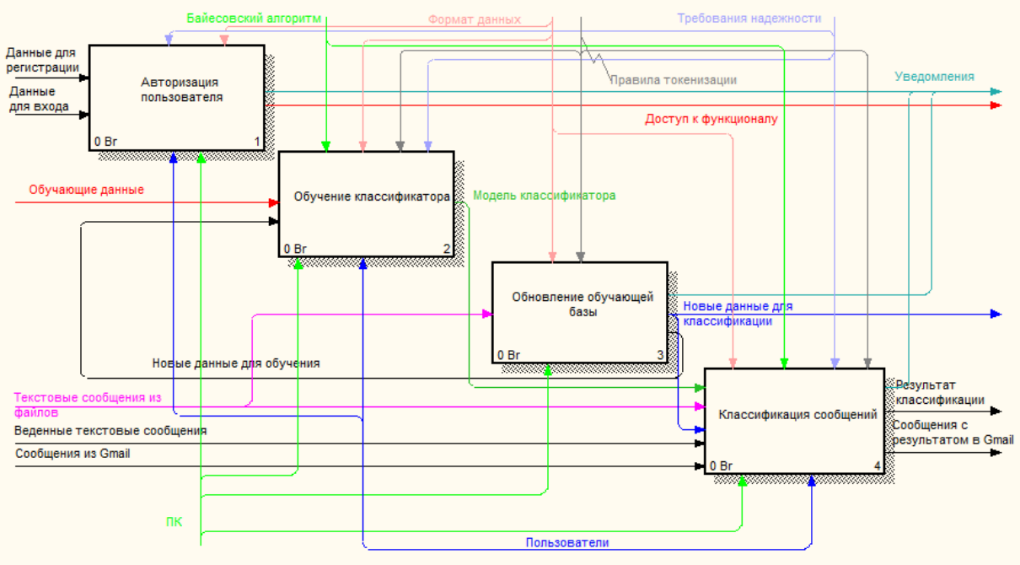 Байесовский алгоритм
Формат данных
Требования надежности
Данные для
регистрации
Данные
для входа
Авторизация
пользователя
0 Вr
1
Правила токенизации
Уведомления
Доступ к функционалу
Обучающие данные
Обучение классификатора
0 Вr
2
Модель классификатора
Обновление обучающей
базы
0 Вr
3
Новые данные для
классификации
Новые данные для обучения
Текстовые сообщения из
файлов
Веденные текстовые сообщения
Сообщения из Gmail
Классификация сообщений
0 Вr
4
Результат
классификации
Сообщения с
результатом в Gmail
ПК
Пользователи